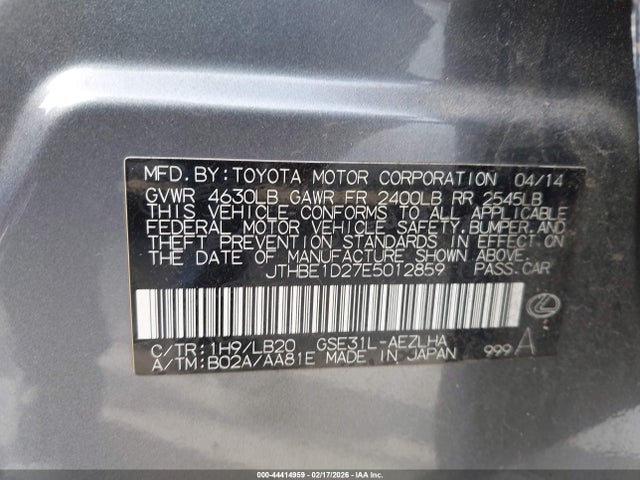 MFD.BY:TOYOTA MOTOR CORPORATION 04/14
GVWR 4630LB GAWR FR 2400LB RR 2545LB
THIS VEHICLE CONFORMS TO ALL APPLICABLE
FEDERAL MOTOR VEHICLE SAFETY,BUMPER,AND
THEFT PREVENTION STANDARDS IN EFFECT
ON THE DATE OF MANUFACTURE SHOWN ABOVE.
JTHBE1D27E5012859 PASS.CAR
C/TR:1H9/LB20 GSE31L-AEZLHA
A/TM:B02A/AA81E MADE IN JAPAN 999 A
000-44414959 | 02/17/2026 | IAAI.COM